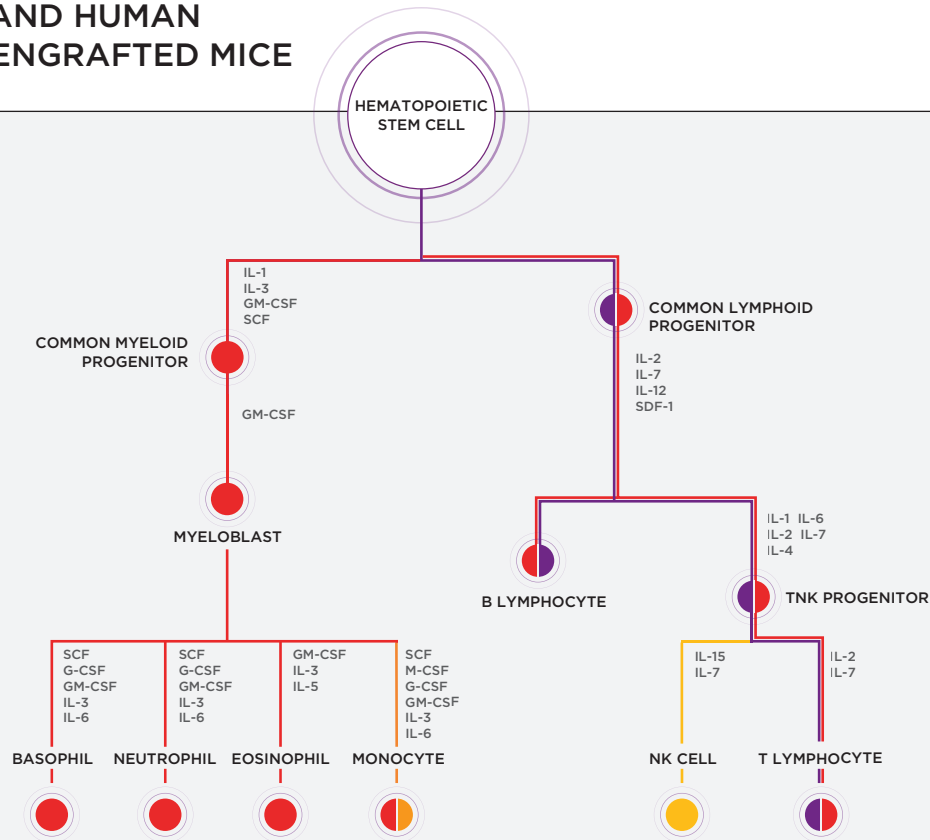 AND HUMAN
ENGRAFTED MICE
HEMATOPOIETIC
STEM CELL
IL-1
IL-3
GM-CSF
SCF
COMMON MYELOID
PROGENITOR
GM-CSF
MYELOBLAST
COMMON LYMPHOID
PROGENITOR
IL-2
IL-7
IL-12
SDF-1
B LYMPHOCYTE
IL-1 IL-6
IL-2 IL-7
IL-4
TNK PROGENITOR
SCF
G-CSF
GM-CSF
IL-3
IL-6
BASOPHIL
SCF
G-CSF
GM-CSF
IL-3
IL-6
NEUTROPHIL
GM-CSF
IL-3
IL-5
EOSINOPHIL
SCF
M-CSF
G-CSF
GM-CSF
IL-3
IL-6
MONOCYTE
IL-15
IL-7
NK CELL
IL-2
IL-7
T LYMPHOCYTE